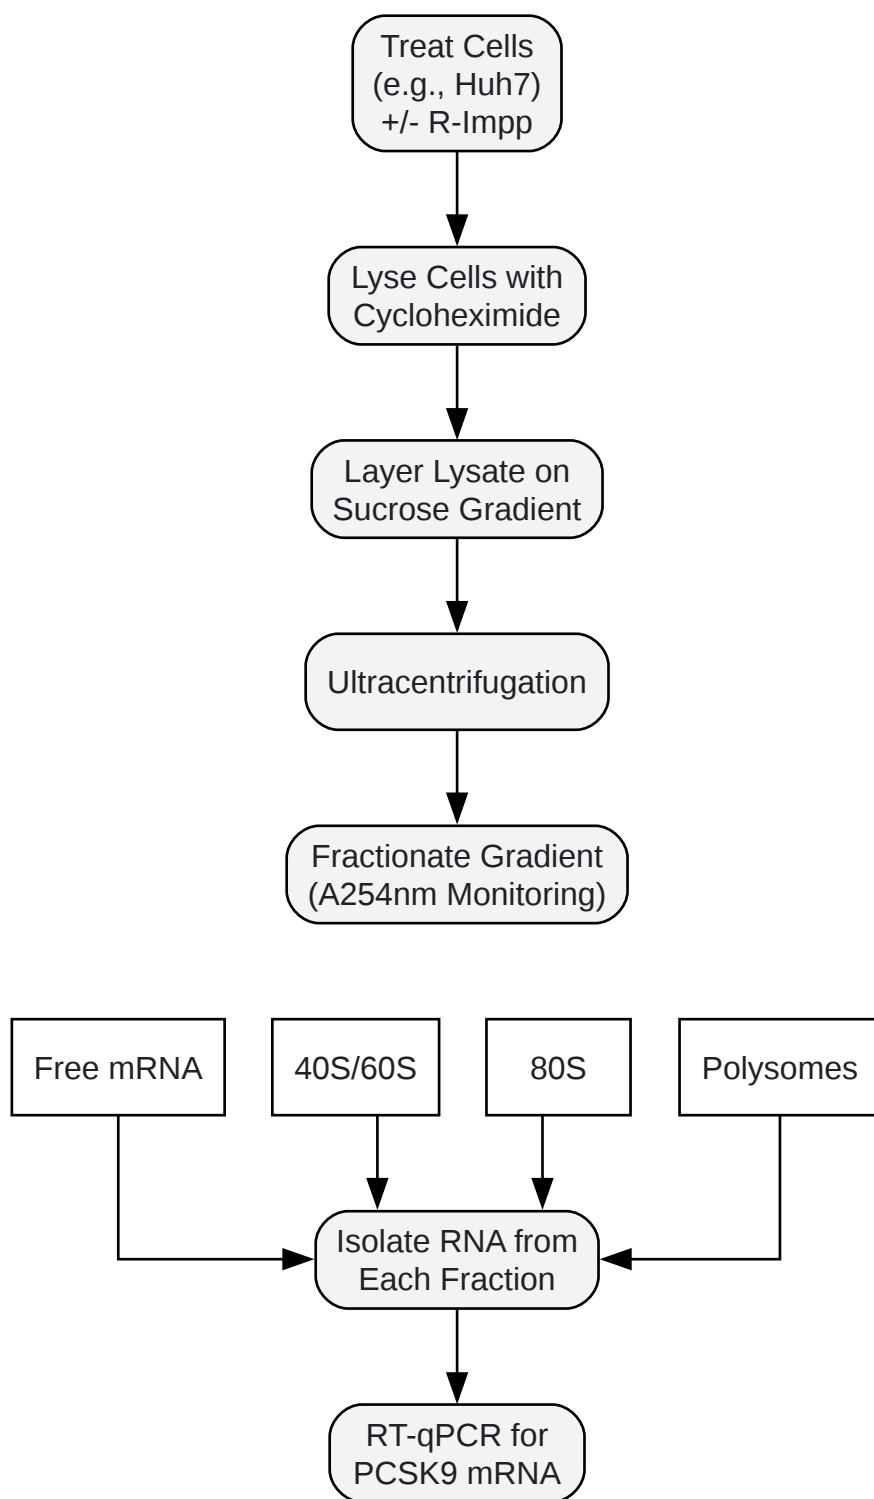 Treat Cells
(e.g., Huh7)
+/- R-Impp
Lyse Cells with
Cycloheximide
Layer Lysate on
Sucrose Gradient
Ultracentrifugation
Fractionate Gradient
(A254nm Monitoring)
Free mRNA
40S/60S
80S
Polysomes
Isolate RNA from
Each Fraction
RT-qPCR for
PCSK9 mRNA